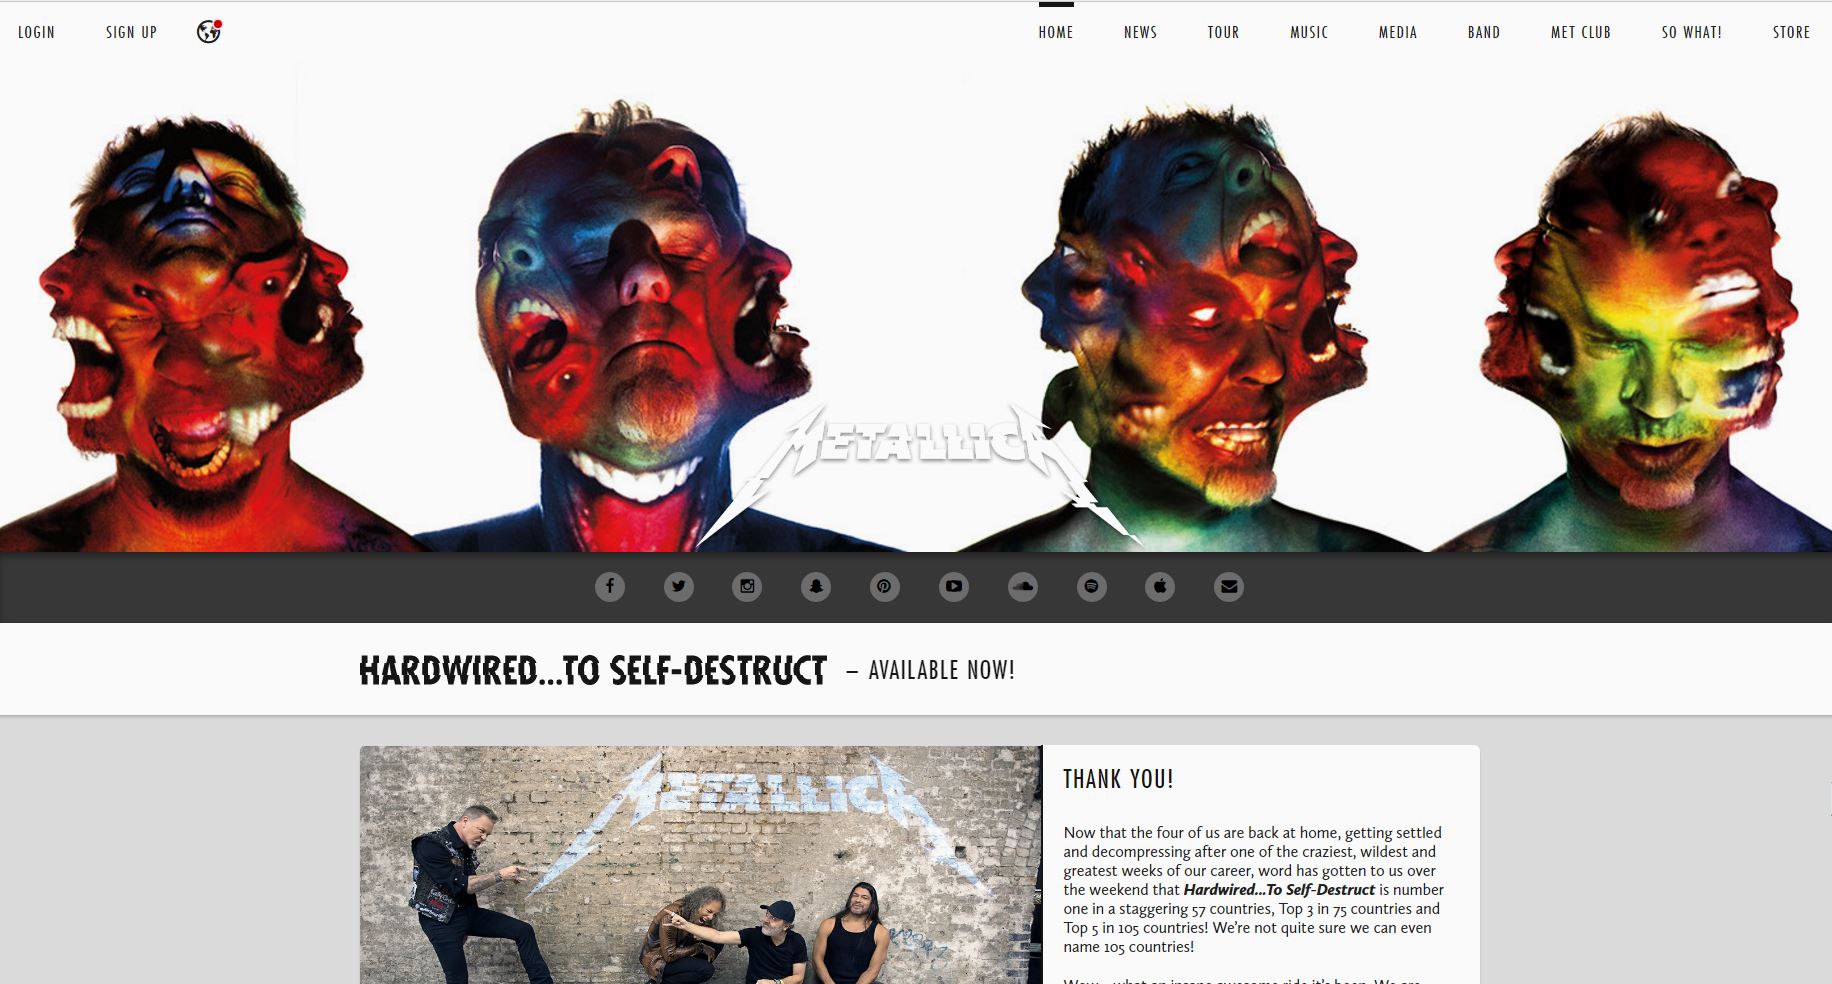 LOGIN SIGN UP HOME NEWS TOUR MUSIC MEDIA BAND MET CLUB SO WHAT! STORE
METALLICA
HARDWIRED...TO SELF-DESTRUCT – AVAILABLE NOW!
METALLICA
THANK YOU!
Now that the four of us are back at home, getting settled
and decompressing after one of the craziest, wildest and
greatest weeks of our career, word has gotten to us over
the weekend that Hardwired...To Self-Destruct is number
one in a staggering 57 countries, Top 3 in 75 countries and
Top 5 in 105 countries! We're not quite sure we can even
name 105 countries!